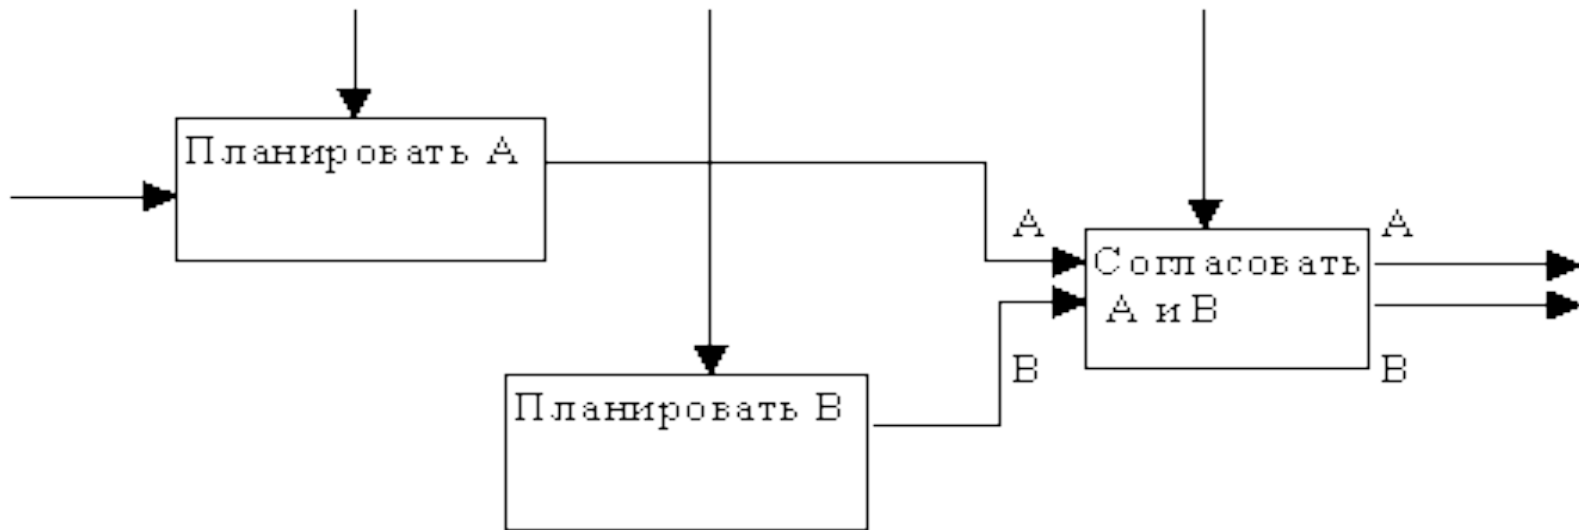 Планировать А
А
А
Согласовать
А и В
В
В
Планировать В